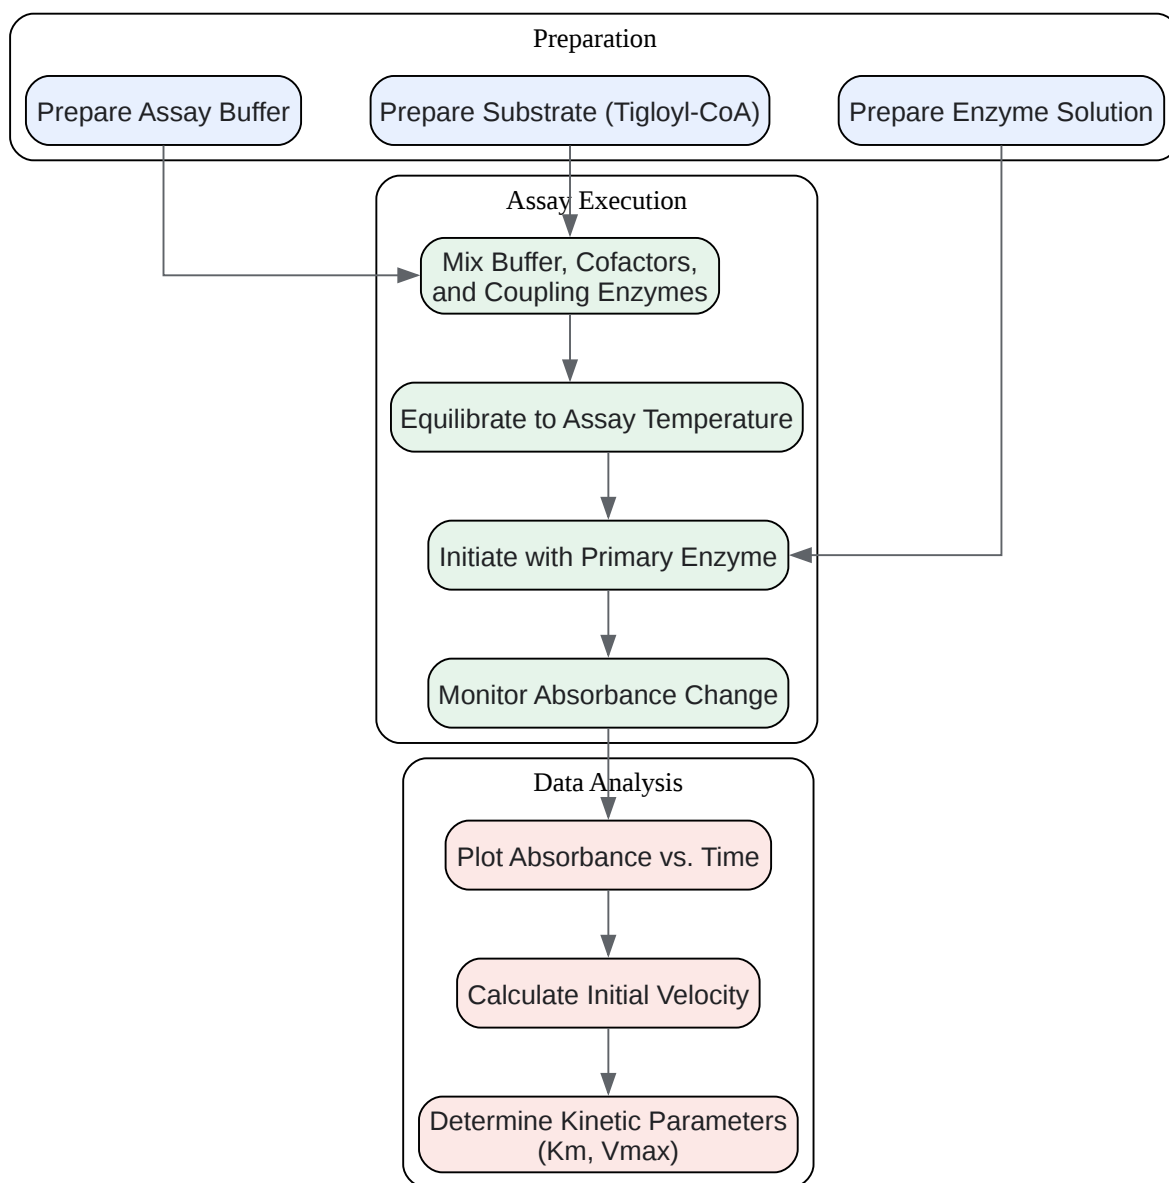 Preparation
Prepare Assay Buffer
Prepare Substrate (Tigloyl-CoA)
Prepare Enzyme Solution
Assay Execution
Mix Buffer, Cofactors,
and Coupling Enzymes
Equilibrate to Assay Temperature
Initiate with Primary Enzyme
Monitor Absorbance Change
Data Analysis
Plot Absorbance vs. Time
Calculate Initial Velocity
Determine Kinetic Parameters
(Km, Vmax)